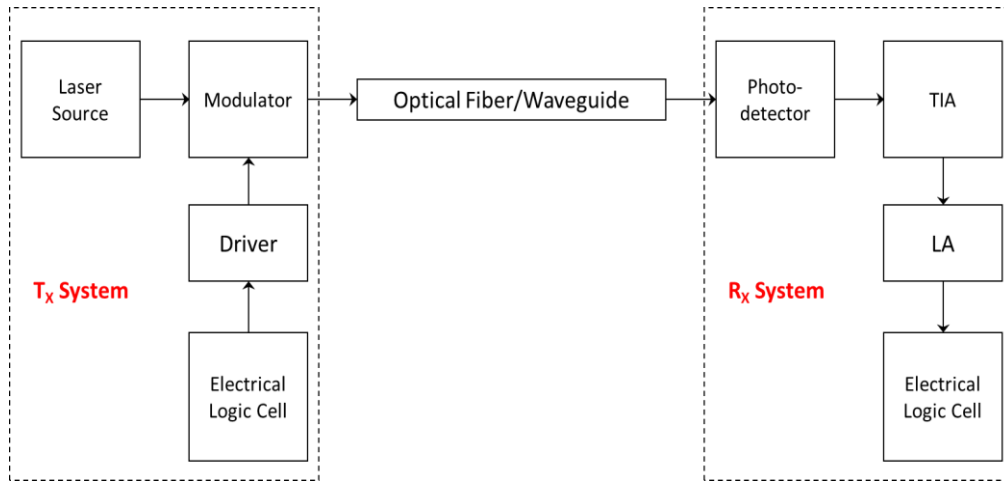 Laser
Source
Modulator
Optical Fiber/Waveguide
Photo-
detector
TIA
Driver
LA
Tx System
Rx System
Electrical
Logic Cell
Electrical
Logic Cell